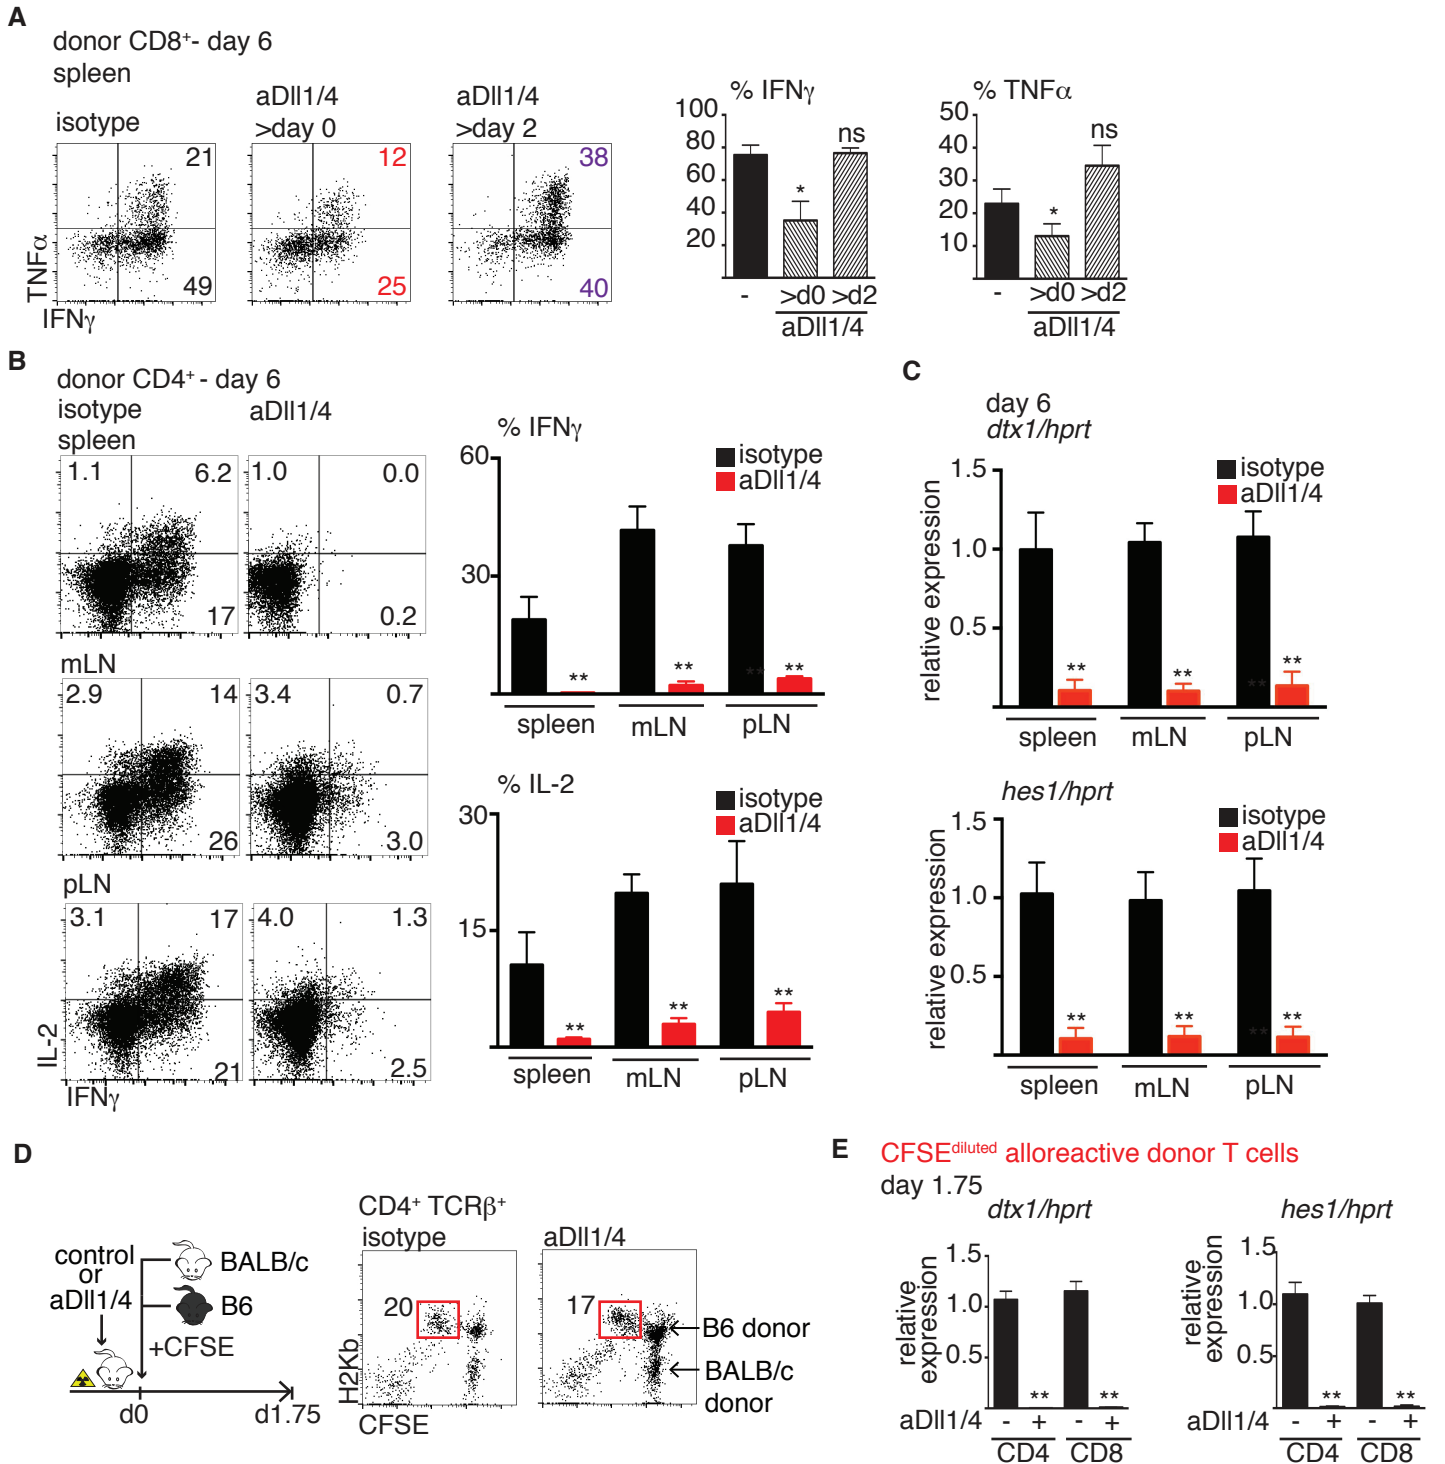 A
donor CD8⁺- day 6
spleen
isotype
aDll1/4
>day 0
aDll1/4
>day 2
21
49
12
25
38
40
TNFα
IFNγ
% IFNγ
100
80
60
40
20
*
ns
-
>d0
>d2
aDll1/4
% TNFα
50
40
30
20
10
*
ns
-
>d0
>d2
aDll1/4
B
donor CD4⁺ - day 6
isotype
aDll1/4
spleen
1.1
6.2
17
1.0
0.0
0.2
mLN
2.9
14
26
3.4
0.7
3.0
pLN
3.1
17
21
4.0
1.3
2.5
IL-2
IFNγ
% IFNγ
isotype
aDll1/4
60
30
**
**
**
**
spleen
mLN
pLN
% IL-2
isotype
aDll1/4
30
15
**
**
**
spleen
mLN
pLN
C
day 6
dtx1/hprt
isotype
aDll1/4
relative expression
1.5
1.0
0.5
**
**
**
**
spleen
mLN
pLN
hes1/hprt
isotype
aDll1/4
relative expression
1.5
1.0
0.5
**
**
**
**
spleen
mLN
pLN
D
control
or
aDll1/4
BALB/c
B6
+CFSE
d0
d1.75
CD4⁺ TCRβ⁺
isotype
aDll1/4
20
17
H2Kb
CFSE
B6 donor
BALB/c
donor
E
CFSEᵈⁱˡᵘᵗᵉᵈ alloreactive donor T cells
day 1.75
dtx1/hprt
relative
expression
1.5
1.0
0.5
**
**
aDll1/4
- + - +
CD4
CD8
hes1/hprt
relative
expression
1.5
1.0
0.5
**
**
aDll1/4
- + - +
CD4
CD8